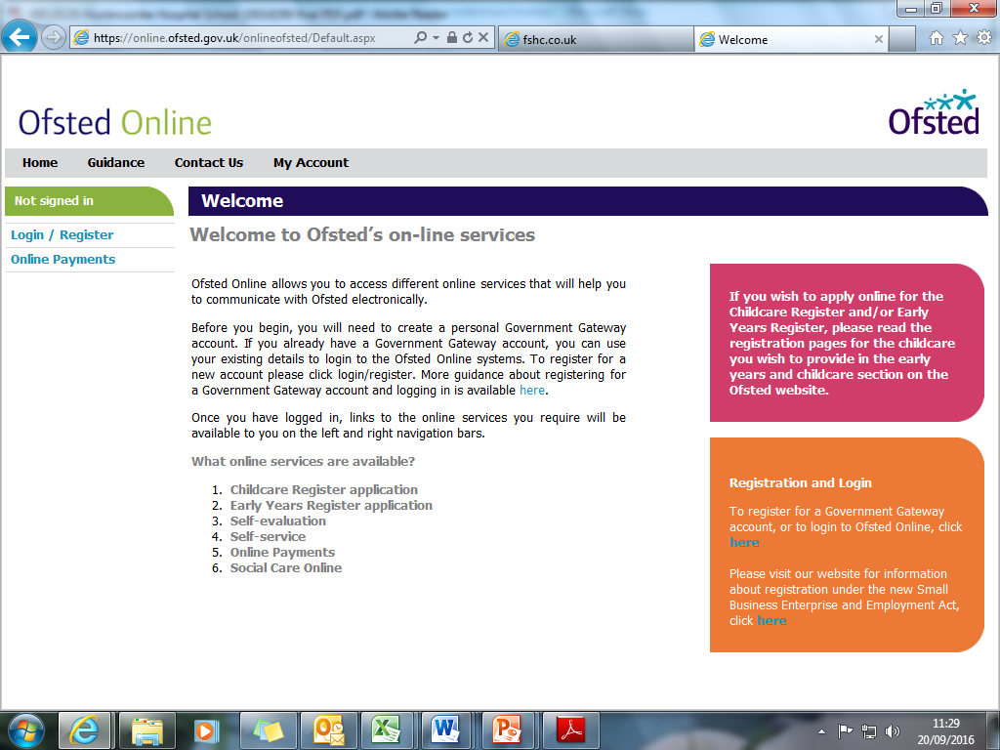 https://online.ofsted.gov.uk/onlineofsted/Default.aspx
fshc.co.uk
Welcome
Ofsted Online
Ofsted
Home Guidance Contact Us My Account
Not signed in
Login / Register
Online Payments
Welcome
Welcome to Ofsted’s on-line services
Ofsted Online allows you to access different online services that will help you
to communicate with Ofsted electronically.
Before you begin, you will need to create a personal Government Gateway
account. If you already have a Government Gateway account, you can use
your existing details to login to the Ofsted Online systems. To register for a
new account please click login/register. More guidance about registering for
a Government Gateway account and logging in is available here.
Once you have logged in, links to the online services you require will be
available to you on the left and right navigation bars.
What online services are available?
1. Childcare Register application
2. Early Years Register application
3. Self-evaluation
4. Self-service
5. Online Payments
6. Social Care Online
If you wish to apply online for the
Childcare Register and/or Early
Years Register, please read the
registration pages for the childcare
you wish to provide in the early
years and childcare section on the
Ofsted website.
Registration and Login
To register for a Government Gateway
account, or to login to Ofsted Online, click
here
Please visit our website for information
about registration under the new Small
Business Enterprise and Employment Act,
click here
11:29
20/09/2016